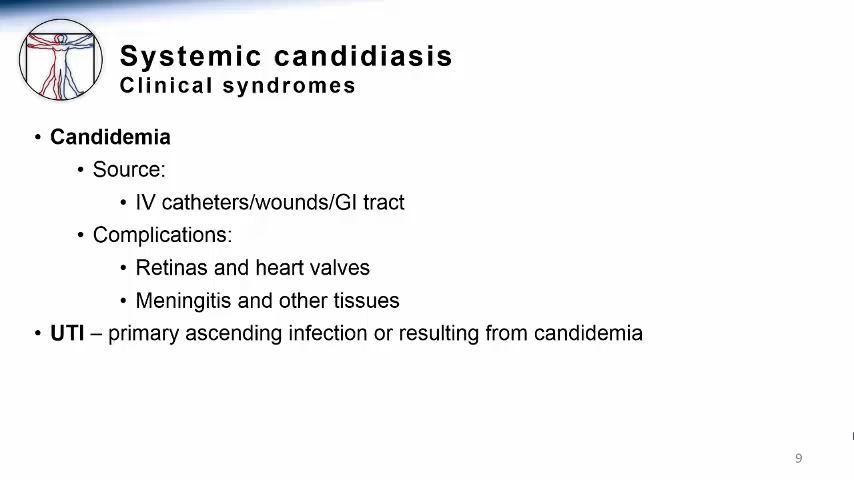 Systemic candidiasis
Clinical syndromes
• Candidemia
• Source:
• IV catheters/wounds/GI tract
• Complications:
• Retinas and heart valves
• Meningitis and other tissues
• UTI – primary ascending infection or resulting from candidemia
9